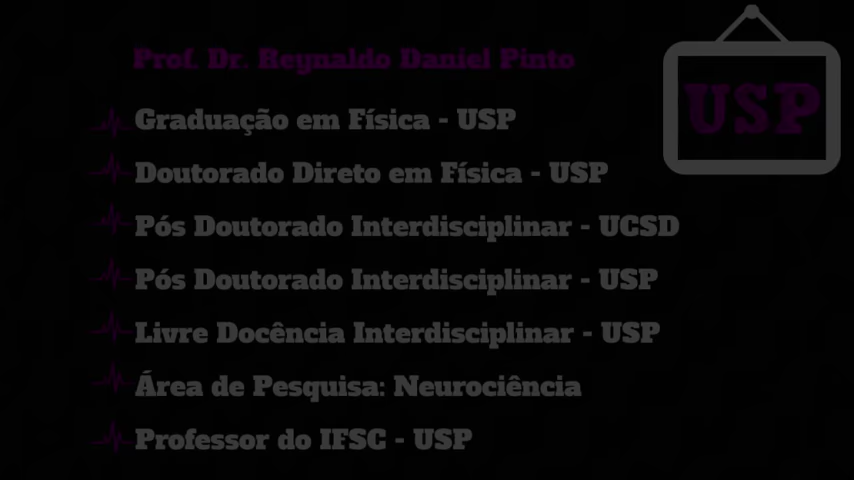 Prof. Dr. Reynaldo Daniel Pinto
USP
Graduação em Física - USP
Doutorado Direto em Física - USP
Pós Doutorado Interdisciplinar - UCSD
Pós Doutorado Interdisciplinar - USP
Livre Docência Interdisciplinar - USP
Área de Pesquisa: Neurociência
Professor do IFSC - USP